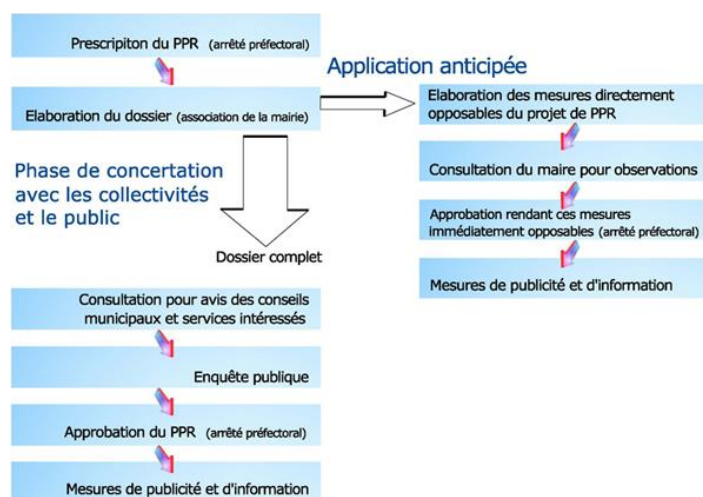 Prescripiton du PPR (arrêté préfectoral)
Elaboration du dossier (association de la mairie)
Phase de concertation
avec les collectivités
et le public
Dossier complet
Consultation pour avis des conseils
municipaux et services intéressés
Enquête publique
Approbation du PPR (arrêté préfectoral)
Mesures de publicité et d'information
Application anticipée
Elaboration des mesures directement
opposables du projet de PPR
Consultation du maire pour observations
Approbation rendant ces mesures
immédiatement opposables (arrêté préfectoral)
Mesures de publicité et d'information